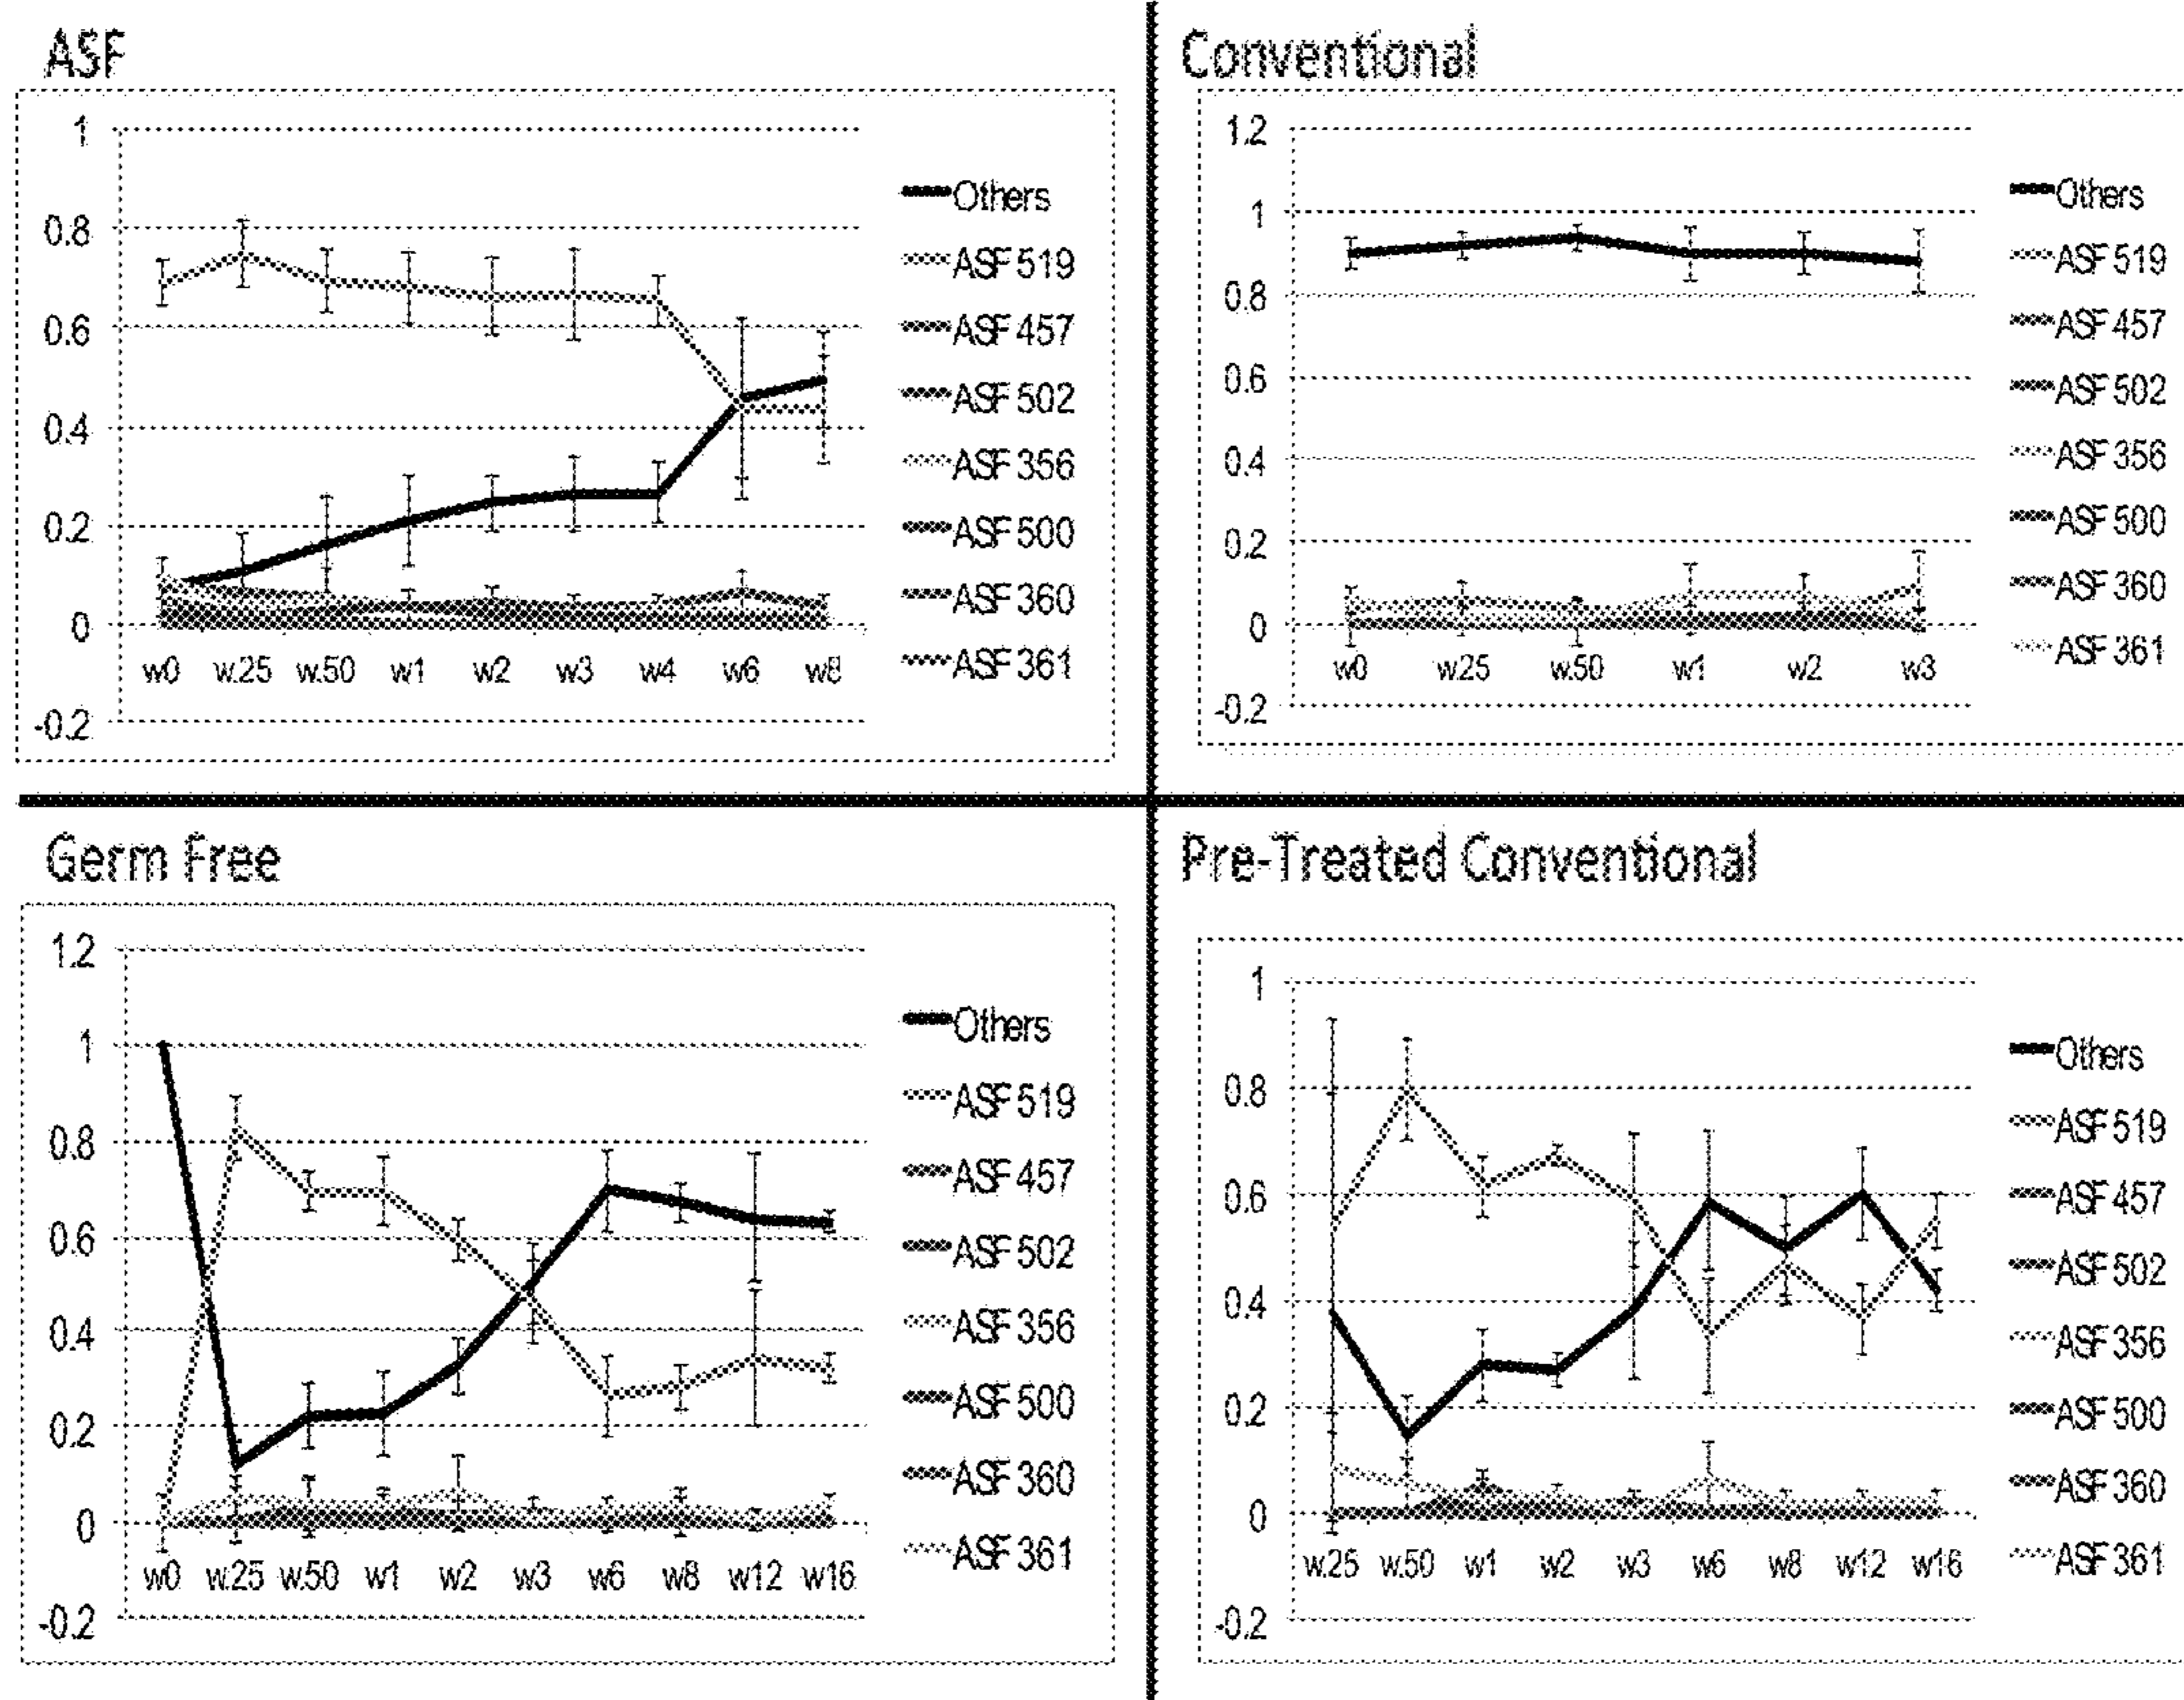 ASF
1
0.8
0.6
0.4
0.2
0
-0.2
w0 w.25 w.50 w1 w2 w3 w4 w6 w8
Others
ASF 519
ASF 457
ASF 502
ASF 356
ASF 500
ASF 360
ASF 361
Conventional
1.2
1
0.8
0.6
0.4
0.2
0
-0.2
w0 w.25 w.50 w1 w2 w8
Others
ASF 519
ASF 457
ASF 502
ASF 356
ASF 500
ASF 360
ASF 361
Germ Free
1.2
1
0.8
0.6
0.4
0.2
0
-0.2
w0 w.25 w.50 w1 w2 w3 w6 w8 w12 w16
Others
ASF 519
ASF 457
ASF 502
ASF 356
ASF 500
ASF 360
ASF 361
Pre-Treated Conventional
1
0.8
0.6
0.4
0.2
0
-0.2
w.25 w.50 w1 w2 w3 w6 w8 w12 w16
Others
ASF 519
ASF 457
ASF 502
ASF 356
ASF 500
ASF 360
ASF 361